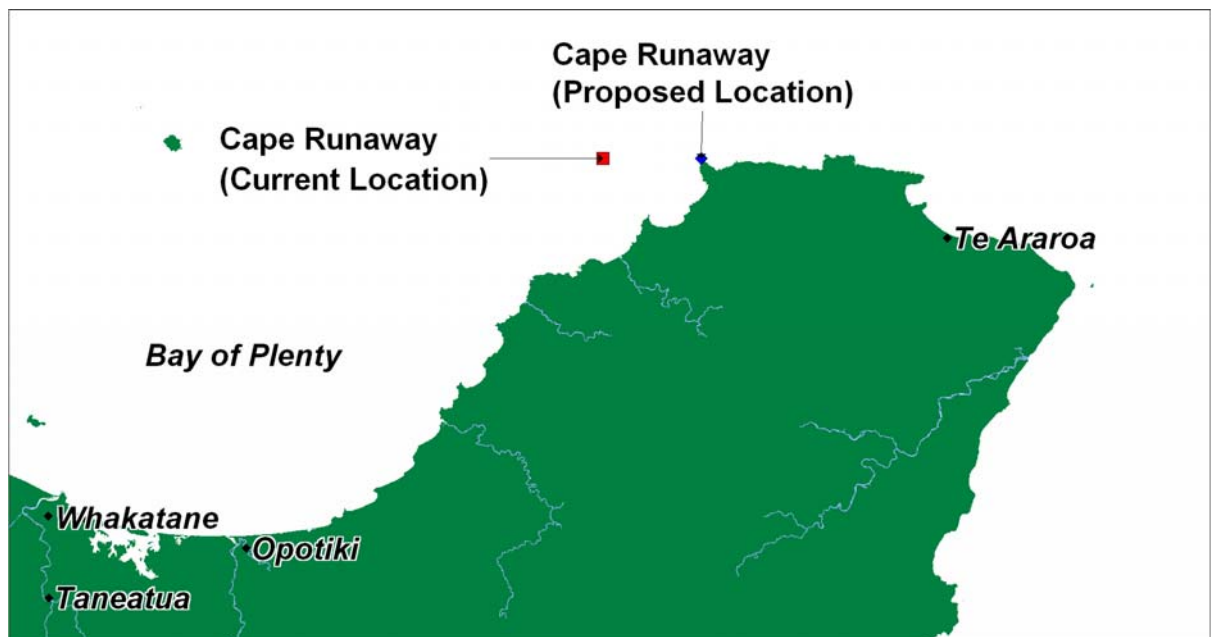 Cape Runaway
(Proposed Location)
Cape Runaway
(Current Location)
Te Araroa
Bay of Plenty
Whakatane
Opotiki
Taneatua